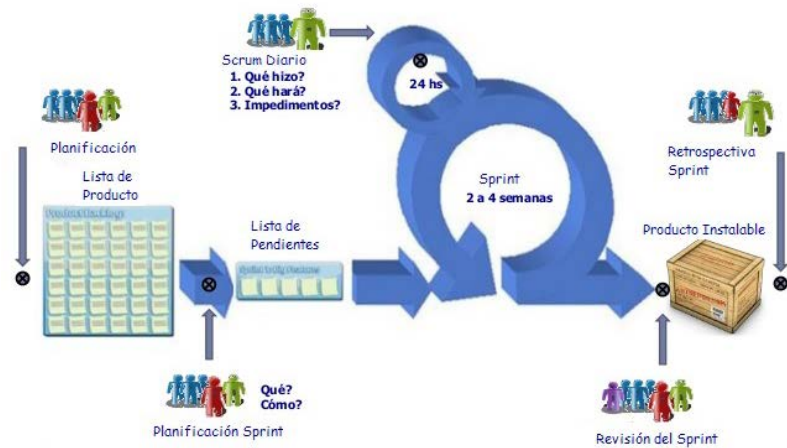 Scrum Diario
1. Qué hizo?
2. Qué hará?
3. Impedimentos?
24 hs
Planificación
Lista de
Producto
Sprint
2 a 4 semanas
Retrospectiva
Sprint
Lista de
Pendientes
Producto Instalable
Qué?
Cómo?
Planificación Sprint
Revisión del Sprint